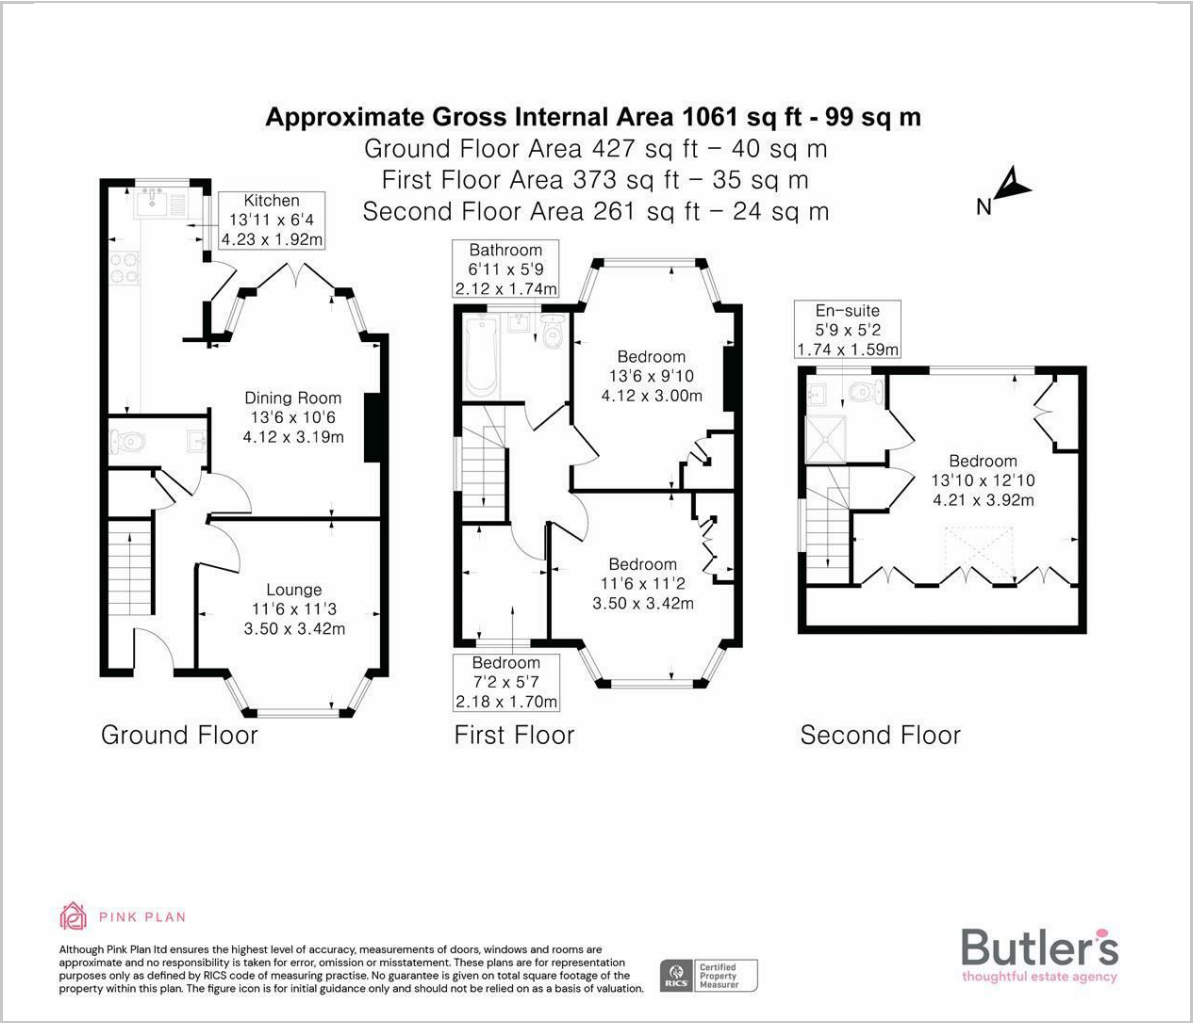 Approximate Gross Internal Area 1061 sq ft - 99 sq m
Ground Floor Area 427 sq ft – 40 sq m
First Floor Area 373 sq ft – 35 sq m
Second Floor Area 261 sq ft – 24 sq m
N
Kitchen
13'11 x 6'4
4.23 x 1.92m
Dining Room
13'6 x 10'6
4.12 x 3.19m
Lounge
11'6 x 11'3
3.50 x 3.42m
Ground Floor
Bathroom
6'11 x 5'9
2.12 x 1.74m
Bedroom
13'6 x 9'10
4.12 x 3.00m
Bedroom
11'6 x 11'2
3.50 x 3.42m
Bedroom
7'2 x 5'7
2.18 x 1.70m
First Floor
En-suite
5'9 x 5'2
1.74 x 1.59m
Bedroom
13'10 x 12'10
4.21 x 3.92m
Second Floor
PINK PLAN
Although Pink Plan ltd ensures the highest level of accuracy, measurements of doors, windows and rooms are
approximate and no responsibility is taken for error, omission or misstatement. These plans are for representation
purposes only as defined by RICS code of measuring practise. No guarantee is given on total square footage of the
property within this plan. The figure icon is for initial guidance only and should not be relied on as a basis of valuation.
RICS
Certified
Property
Measurer
Butler's
thoughtful estate agency